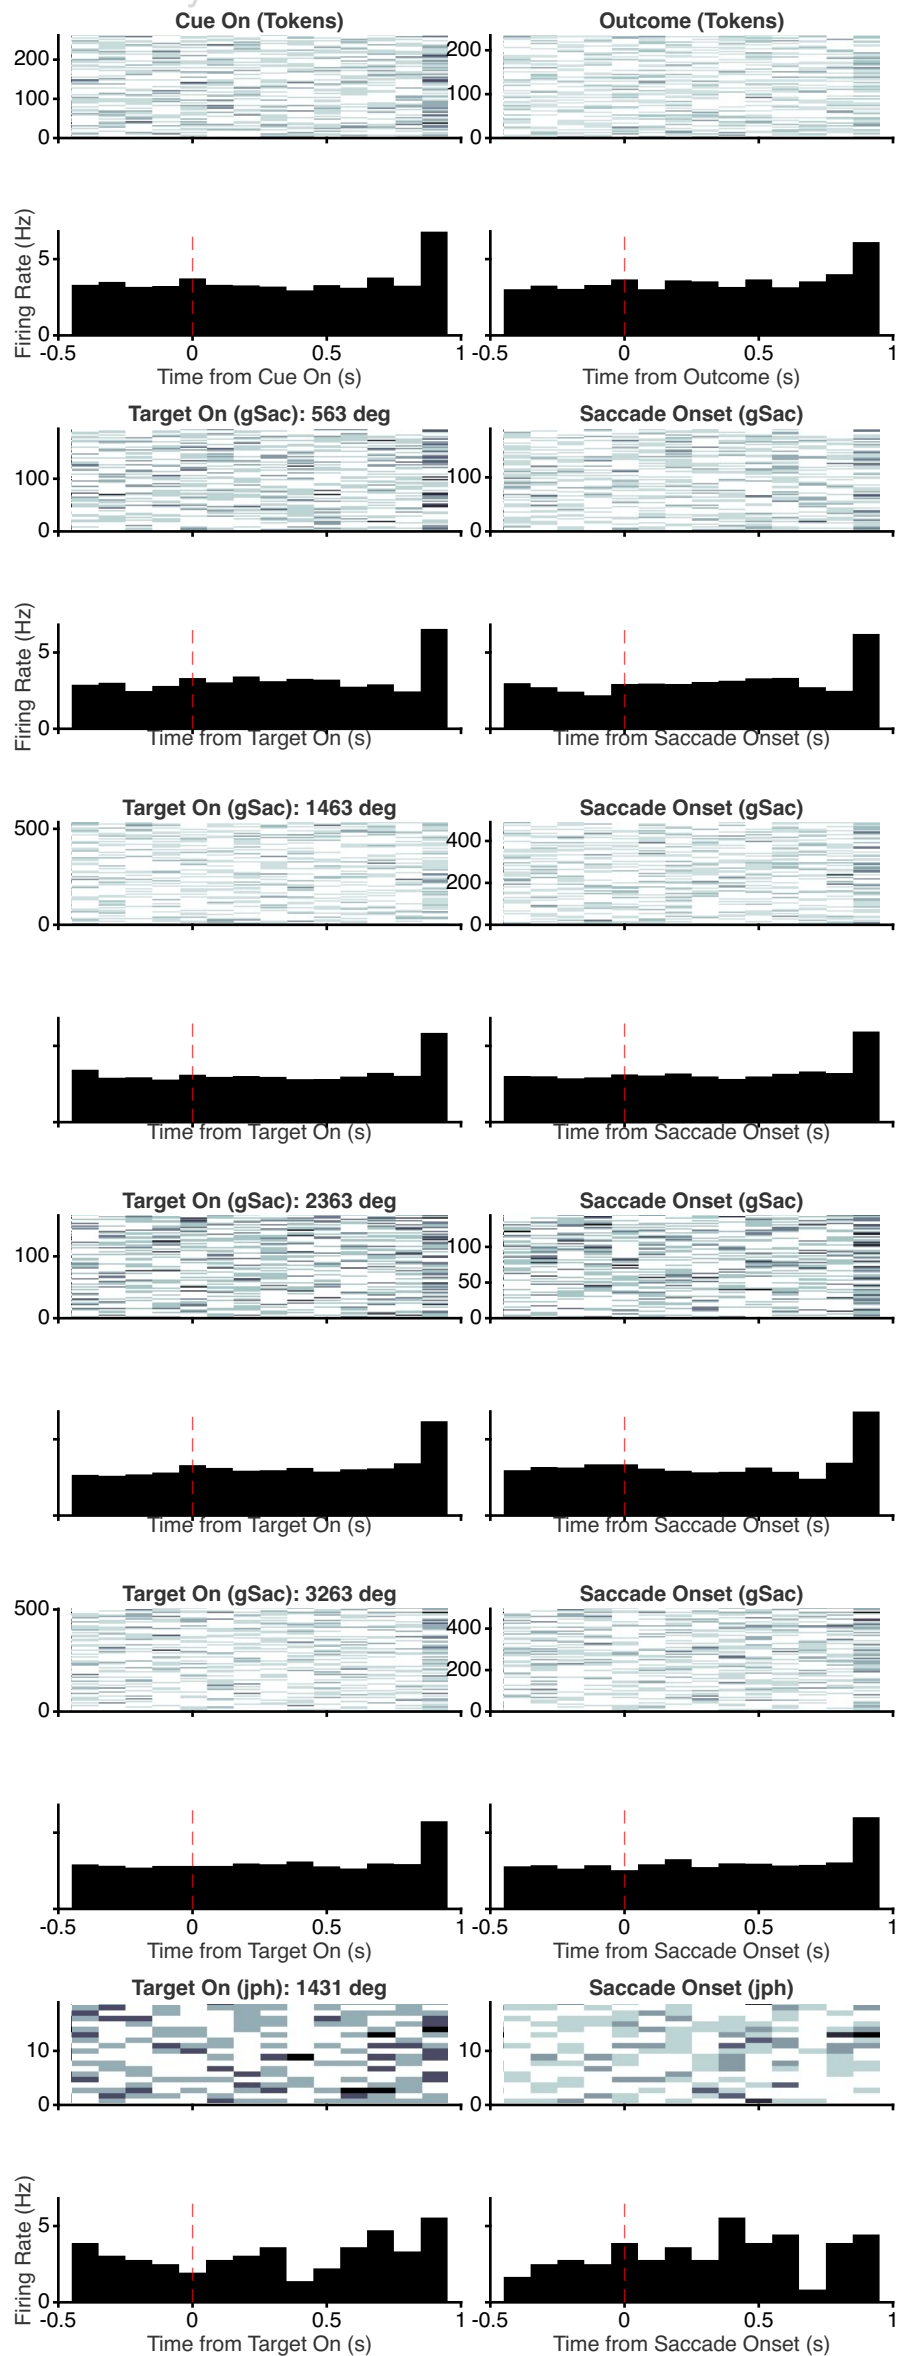 Cue On (Tokens) Outcome (Tokens)
200 200
100 100
0 0
Firing Rate (Hz)
5
0
-0.5 0 0.5 1 -0.5 0 0.5 1
Time from Cue On (s) Time from Outcome (s)
Target On (gSac): 563 deg Saccade Onset (gSac)
100 100
0 0
Firing Rate (Hz)
5
0
Time from Target On (s) Time from Saccade Onset (s)
Target On (gSac): 1463 deg Saccade Onset (gSac)
500 400
200
0 0
Time from Target On (s) Time from Saccade Onset (s)
Target On (gSac): 2363 deg Saccade Onset (gSac)
100 100
50
0 0
Time from Target On (s) Time from Saccade Onset (s)
Target On (gSac): 3263 deg Saccade Onset (gSac)
500 400
200
0 0
-0.5 0 0.5 1 -0.5 0 0.5 1
Time from Target On (s) Time from Saccade Onset (s)
Target On (jph): 1431 deg Saccade Onset (jph)
10 10
0 0
Firing Rate (Hz)
5 5
0 0
-0.5 0 0.5 1 -0.5 0 0.5 1
Time from Target On (s) Time from Saccade Onset (s)